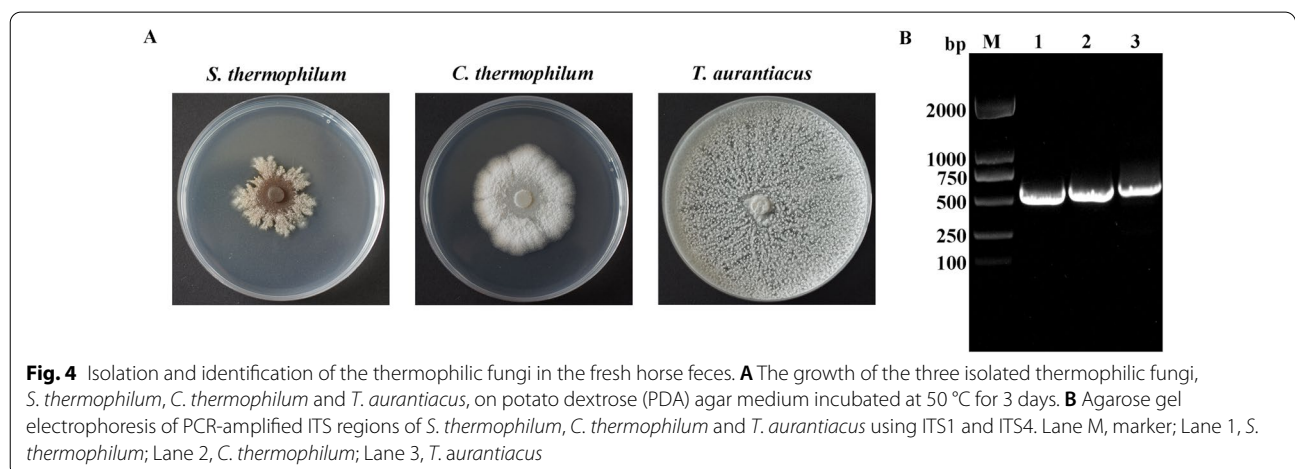 A
B
bp M 1 2 3
S. thermophilum
C. thermophilum
T. aurantiacus
2000
1000
750
500
250
100
Fig. 4 Isolation and identification of the thermophilic fungi in the fresh horse feces. A The growth of the three isolated thermophilic fungi,
S. thermophilum, C. thermophilum and T. aurantiacus, on potato dextrose (PDA) agar medium incubated at 50 °C for 3 days. B Agarose gel
electrophoresis of PCR-amplified ITS regions of S. thermophilum, C. thermophilum and T. aurantiacus using ITS1 and ITS4. Lane M, marker; Lane 1, S.
thermophilum; Lane 2, C. thermophilum; Lane 3, T. aurantiacus